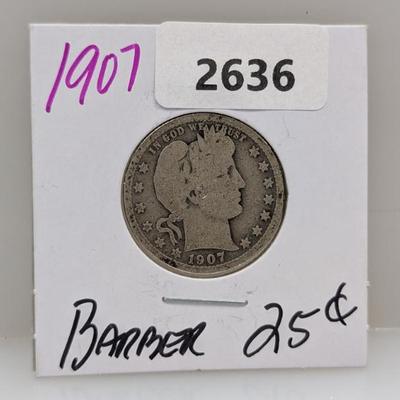 1907
2636
IN GOD WE TRUST
1907
BARBER 25¢